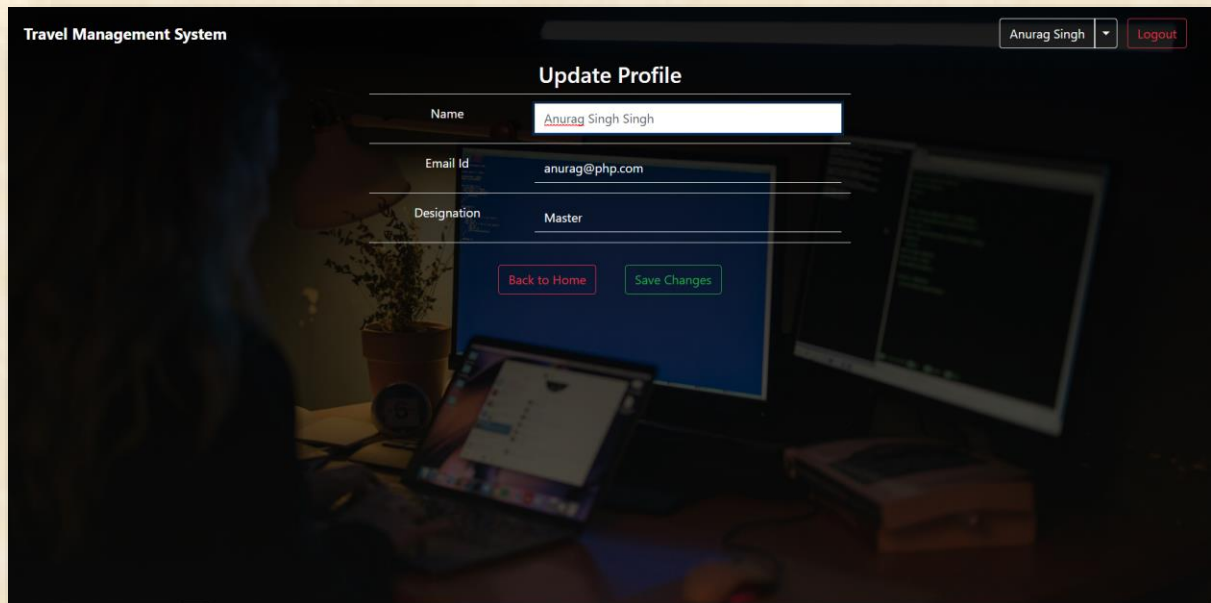 Travel Management System
Anurag Singh
Logout
Update Profile
Name
Anurag Singh Singh
Email Id
anurag@php.com
Designation
Master
Back to Home
Save Changes